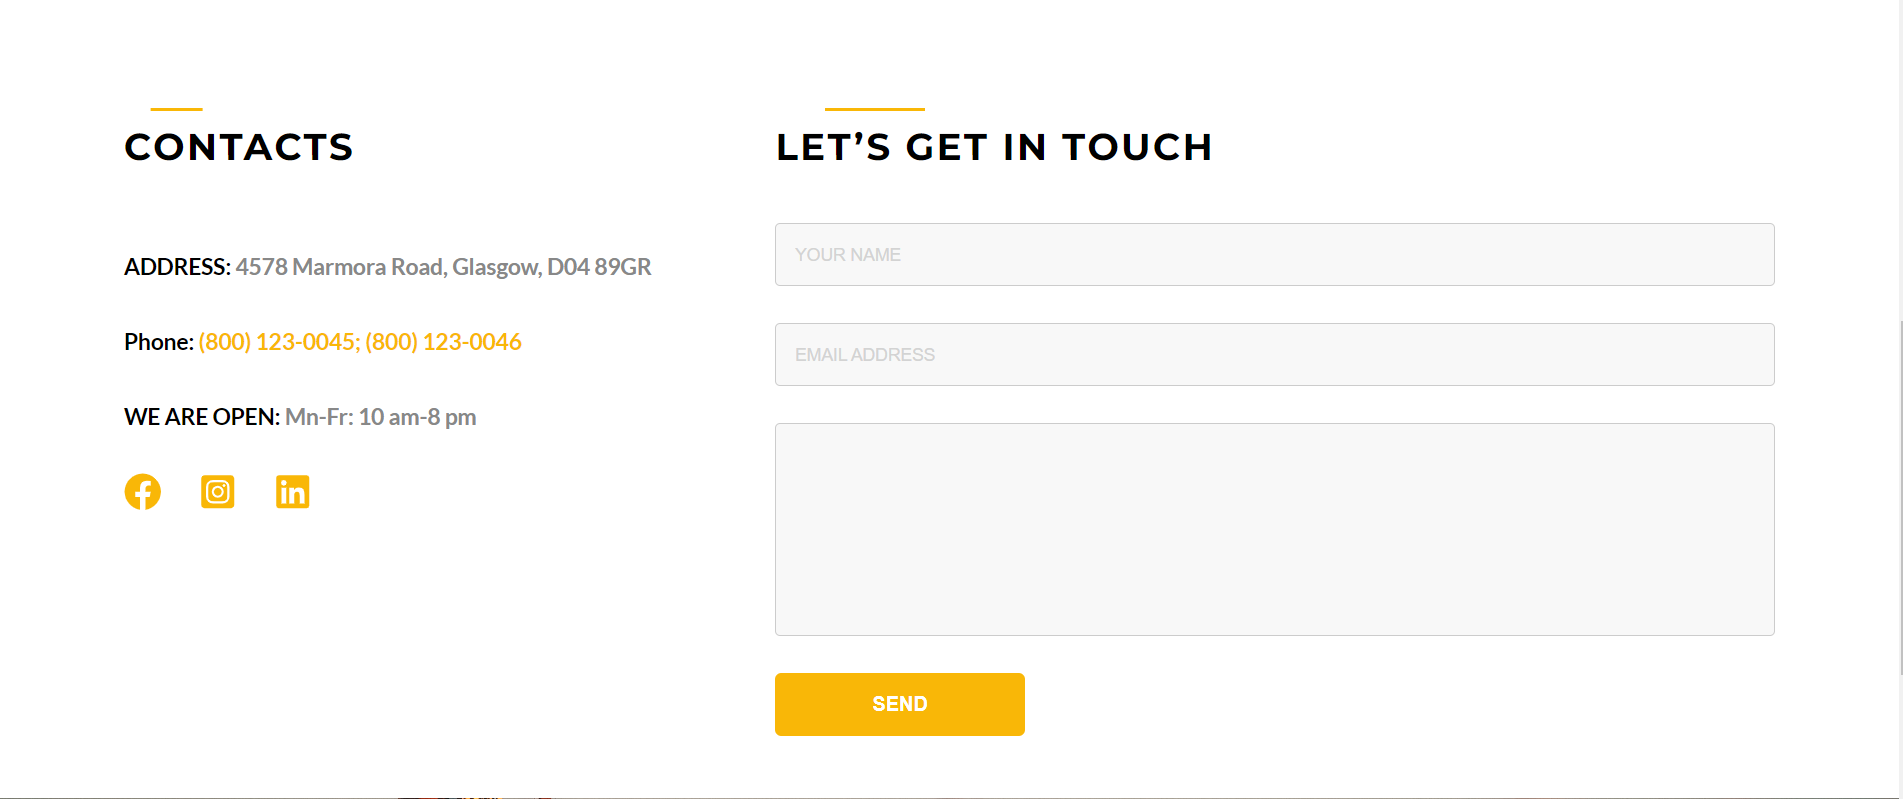 CONTACTS
ADDRESS: 4578 Marmora Road, Glasgow, D04 89GR
Phone: (800) 123-0045; (800) 123-0046
WE ARE OPEN: Mn-Fr: 10 am-8 pm
LET’S GET IN TOUCH
YOUR NAME
EMAIL ADDRESS
SEND